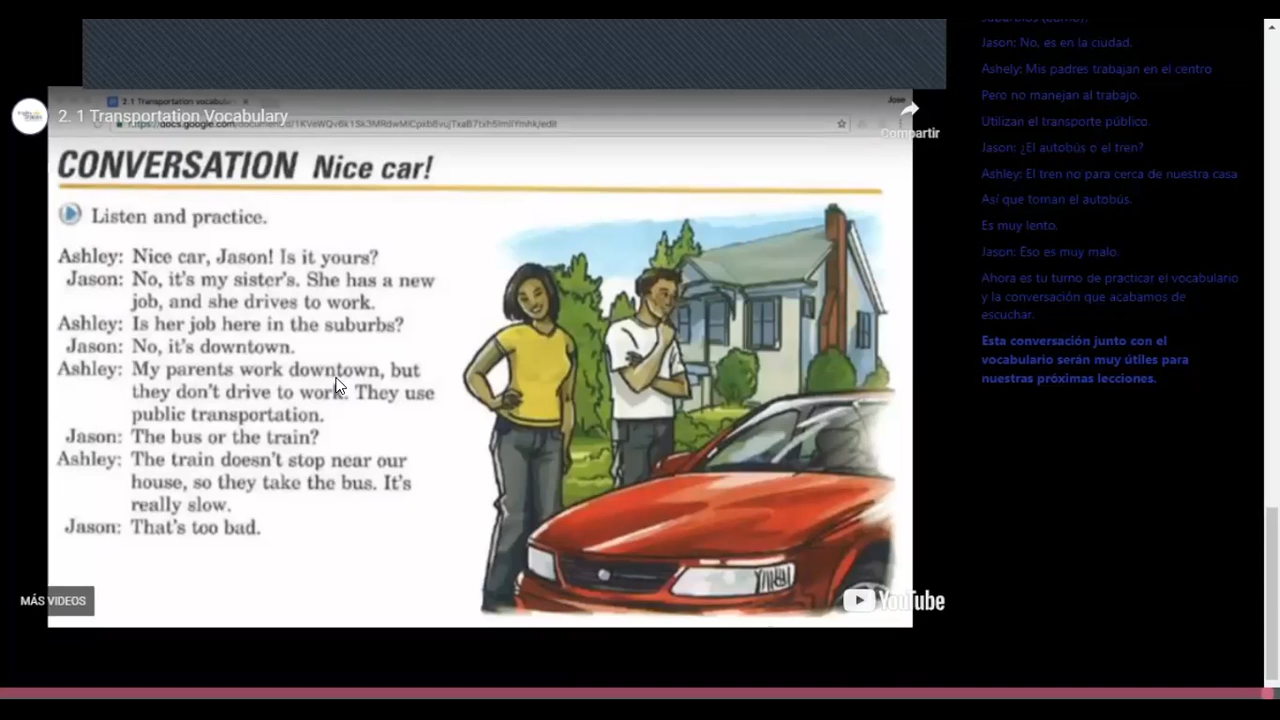 2.1 Transportation vocabular
Jose
2. 1 Transportation Vocabulary
Compartir
CONVERSATION Nice car!
Listen and practice.
Ashley: Nice car, Jason! Is it yours?
Jason: No, it's my sister's. She has a new
job, and she drives to work.
Ashley: Is her job here in the suburbs?
Jason: No, it's downtown.
Ashley: My parents work downtown, but
they don't drive to work. They use
public transportation.
Jason: The bus or the train?
Ashley: The train doesn't stop near our
house, so they take the bus. It's
really slow.
Jason: That's too bad.
MÁS VIDEOS
YouTube
Jason: No, es en la ciudad.
Ashely: Mis padres trabajan en el centro
Pero no manejan al trabajo.
Utilizan el transporte público.
Jason: ¿El autobús o el tren?
Ashley: El tren no para cerca de nuestra casa
Así que toman el autobús.
Es muy lento.
Jason: Eso es muy malo.
Ahora es tu turno de practicar el vocabulario
y la conversación que acabamos de
escuchar.
Esta conversación junto con el
vocabulario serán muy útiles para
nuestras próximas lecciones.